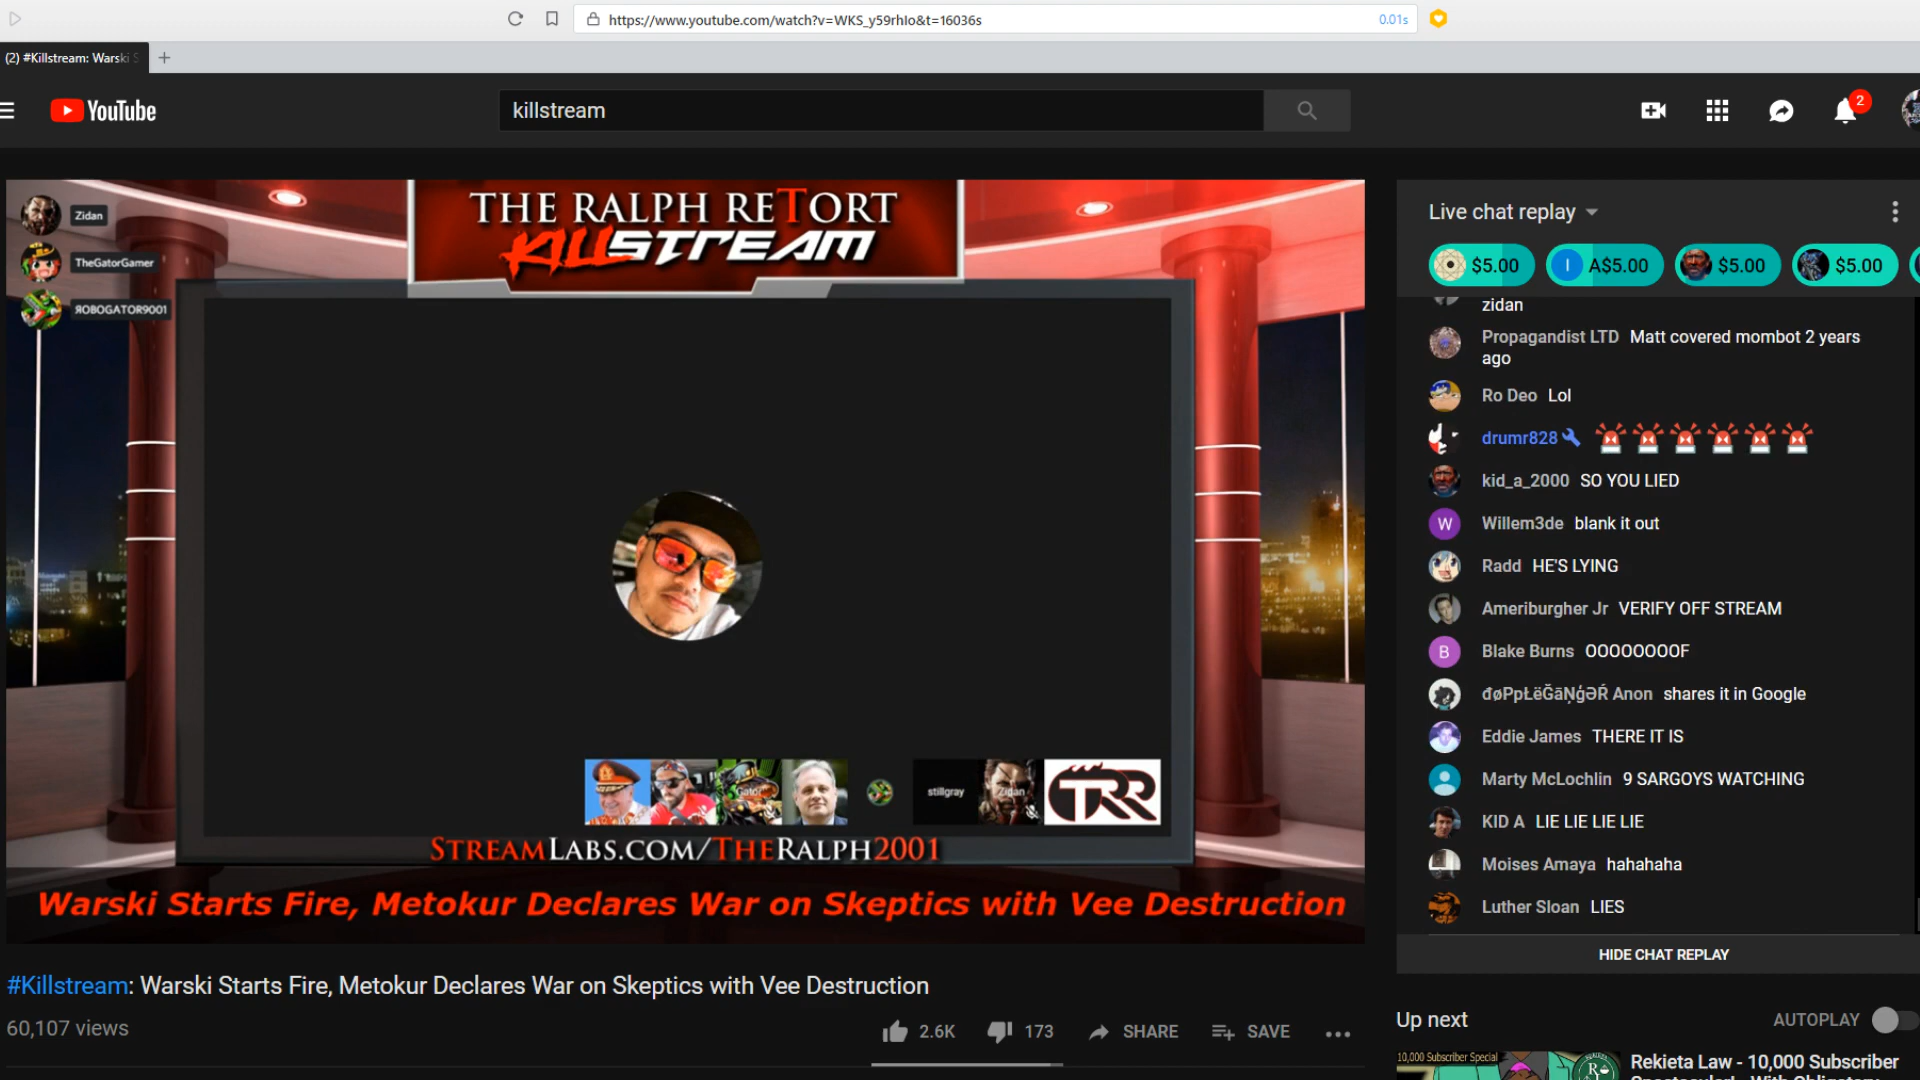 https://www.youtube.com/watch?v=WKS_y59rhIo&t=16036s
0.01s
(2) #Killstream: Warski S
YouTube
killstream
2
Zidan
TheGatorGamer
ЯOBOGATOR9001
THE RALPH RETORT
KILLSTREAM
Gator
stillgray
Zidan
TRR
STREAMLABS.COM/THERALPH2001
Warski Starts Fire, Metokur Declares War on Skeptics with Vee Destruction
Live chat replay
$5.00
A$5.00
$5.00
$5.00
zidan
Propagandist LTD Matt covered mombot 2 years
ago
Ro Deo Lol
drumr828
kid_a_2000 SO YOU LIED
W Willem3de blank it out
Radd HE'S LYING
Ameriburgher Jr VERIFY OFF STREAM
B Blake Burns OOOOOOOOF
đøPpŁëĞāŅģƏŔ Anon shares it in Google
Eddie James THERE IT IS
Marty McLochlin 9 SARGOYS WATCHING
KID A LIE LIE LIE LIE
Moises Amaya hahahaha
Luther Sloan LIES
HIDE CHAT REPLAY
#Killstream: Warski Starts Fire, Metokur Declares War on Skeptics with Vee Destruction
60,107 views
2.6K
173
SHARE
SAVE
Up next
AUTOPLAY
10,000 Subscriber Special
Rekieta Law - 10,000 Subscriber